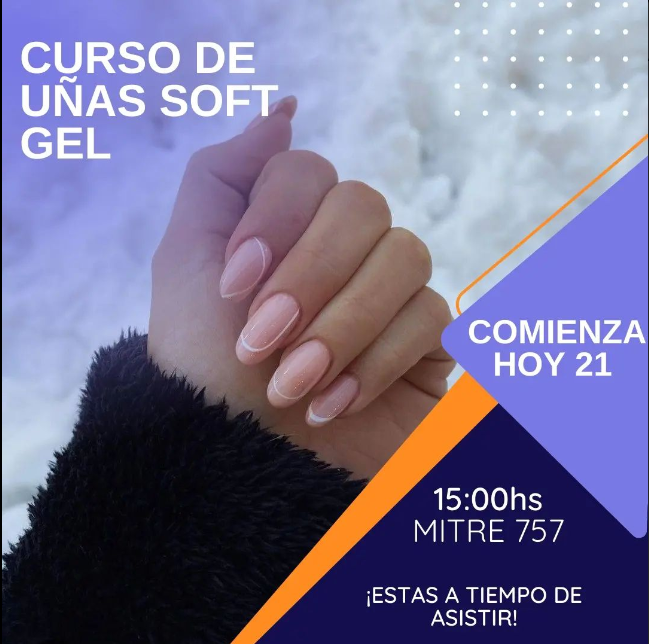 CURSO DE
UÑAS SOFT
GEL
COMIENZA
HOY 21
15:00hs
MITRE 757
¡ESTAS A TIEMPO DE
ASISTIR!